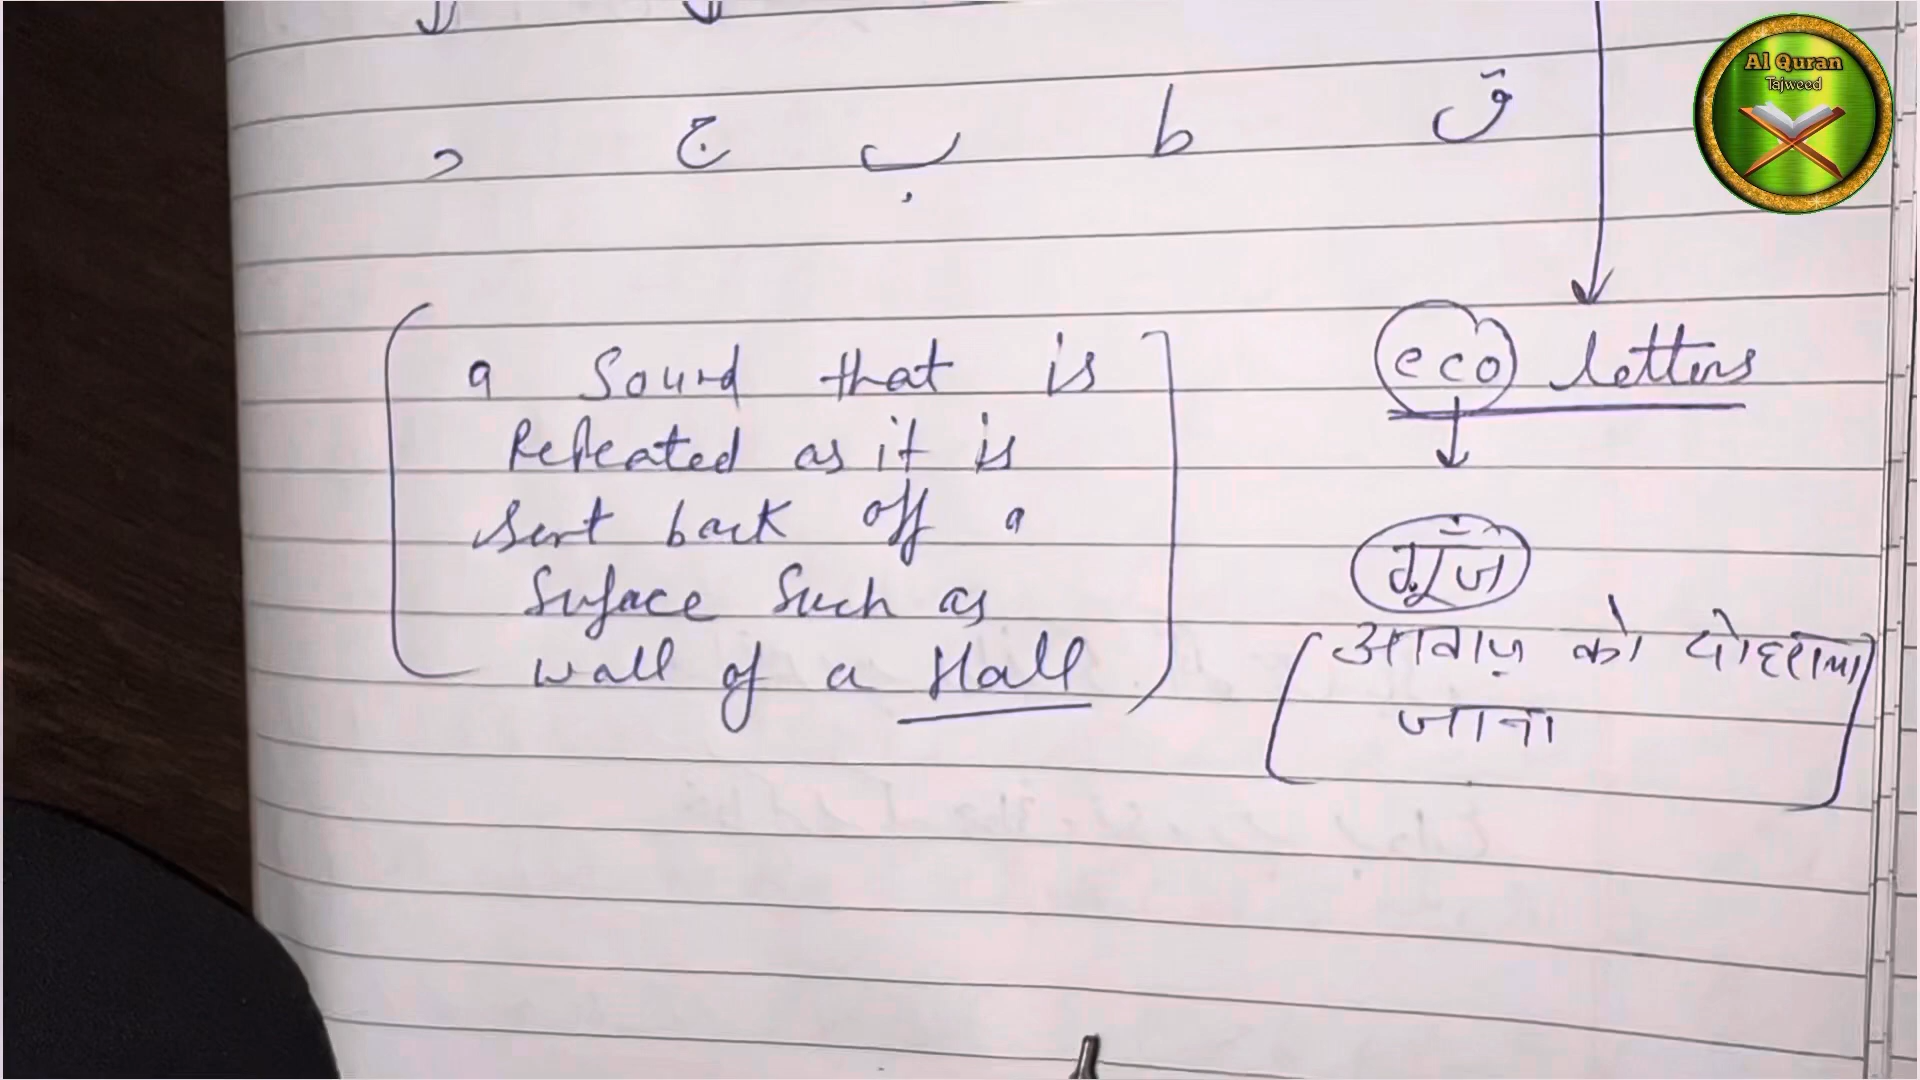 Al Quran
Tajweed
ق ط ب ج د
eco letters
a Sound that is
Repeated as it is
sent back off a
Suface Such as
wall of a Hall
गूँज
आवाज़ को दोहराया
जाना